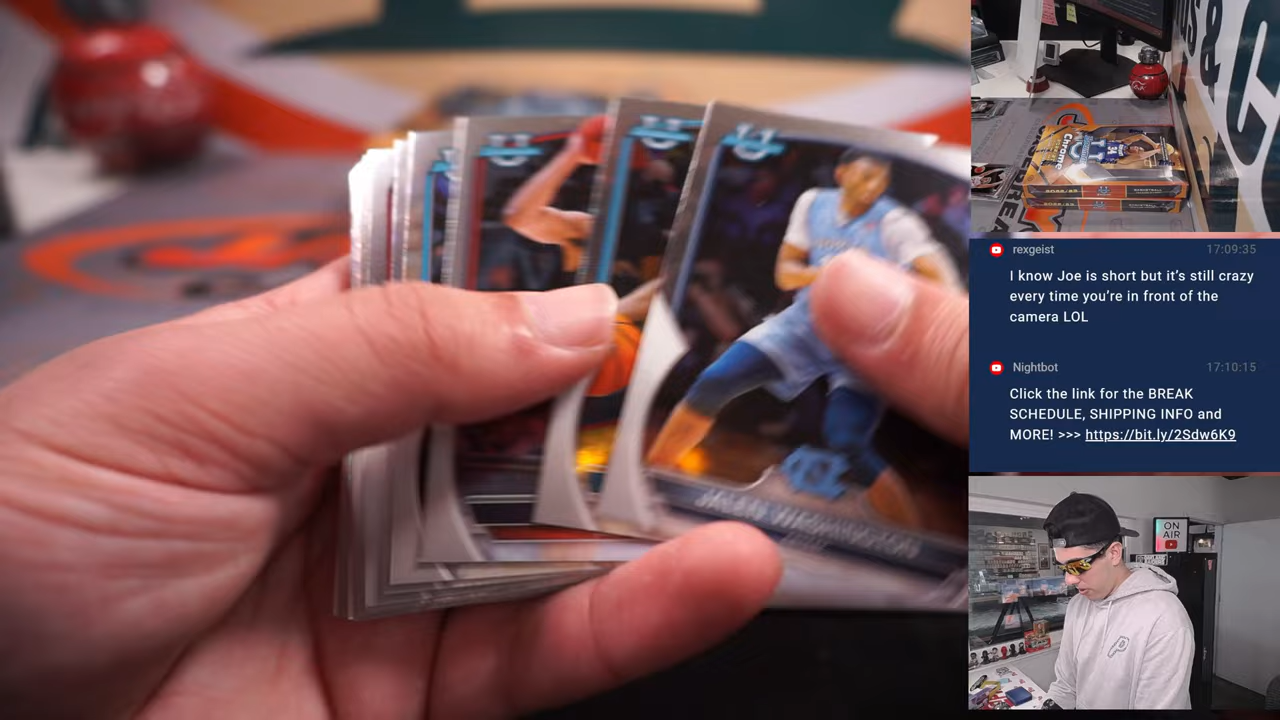 rexgeist 17:09:35
I know Joe is short but it's still crazy
every time you're in front of the
camera LOL
Nightbot 17:10:15
Click the link for the BREAK
SCHEDULE, SHIPPING INFO and
MORE! >>> https://bit.ly/2Sdw6K9
ON
AIR
Chrome
WASHINGTON